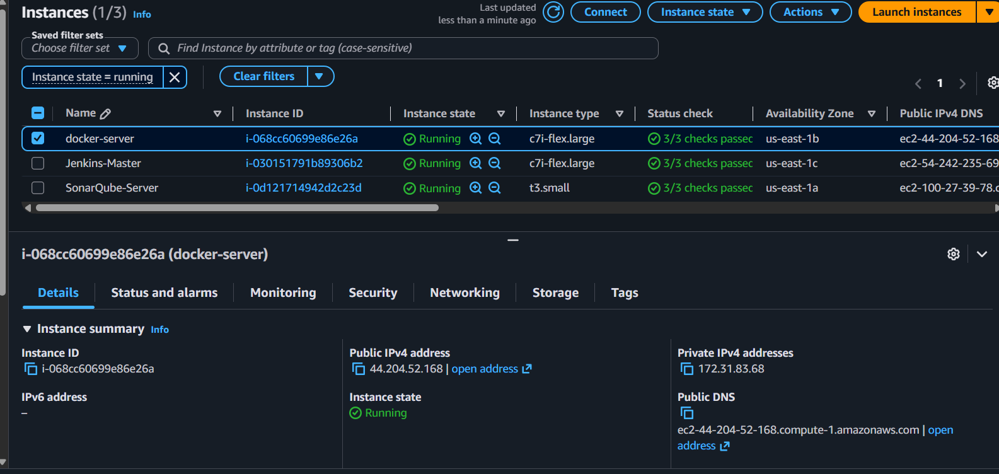 Instances (1/3) Info
Last updated
less than a minute ago
Connect
Instance state
Actions
Launch instances
Saved filter sets
Choose filter set
Find Instance by attribute or tag (case-sensitive)
Instance state = running
Clear filters
1
Name Instance ID Instance state Instance type Status check Availability Zone Public IPv4 DNS
docker-server i-068cc60699e86e26a Running c7i-flex.large 3/3 checks passec us-east-1b ec2-44-204-52-168
Jenkins-Master i-030151791b89306b2 Running c7i-flex.large 3/3 checks passec us-east-1c ec2-54-242-235-69
SonarQube-Server i-0d121714942d2c23d Running t3.small 3/3 checks passec us-east-1a ec2-100-27-39-78.c
i-068cc60699e86e26a (docker-server)
Details Status and alarms Monitoring Security Networking Storage Tags
Instance summary Info
Instance ID
i-068cc60699e86e26a
Public IPv4 address
44.204.52.168 | open address
Private IPv4 addresses
172.31.83.68
IPv6 address
–
Instance state
Running
Public DNS
ec2-44-204-52-168.compute-1.amazonaws.com | open
address